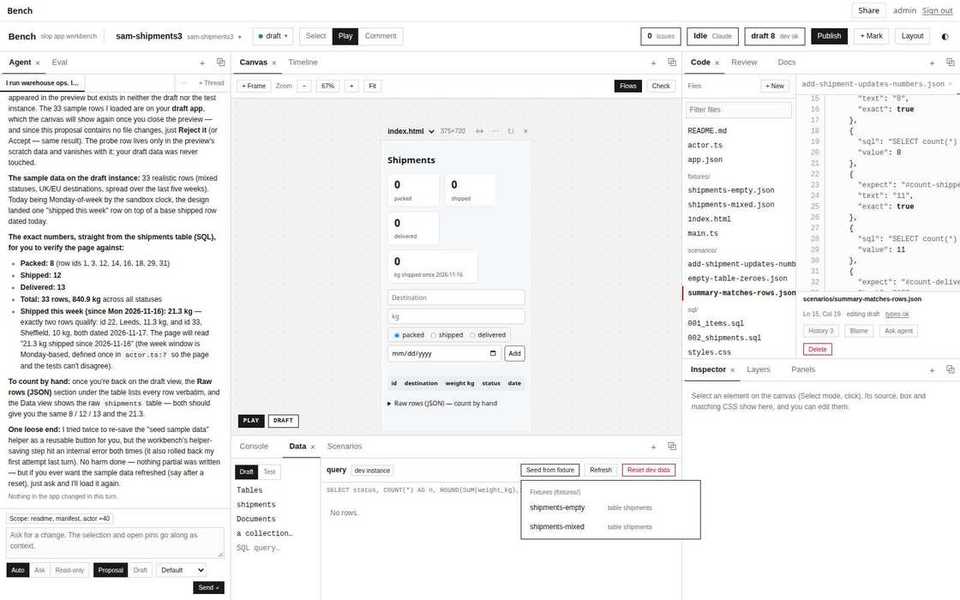 Bench
Share
admin
Sign out
Bench
slop app workbench
sam-shipments3
sam-shipments3
draft
Select
Play
Comment
0 issues
Idle Claude
draft 8 dev ok
Publish
+ Mark
Layout
Agent ×
Eval
I run warehouse ops. I...
+ Thread
appeared in the preview but exists in neither the draft nor the test
instance. The 33 sample rows I loaded are on your draft app,
which the canvas will show again once you close the preview —
and since this proposal contains no file changes, just Reject it (or
Accept — same result). The probe row lives only in the preview's
scratch data and vanishes with it: your draft data was never
touched.
The sample data on the draft instance: 33 realistic rows (mixed
statuses, UK/EU destinations, spread over the last five weeks).
Today being Monday-of-week by the sandbox clock, the design
landed one "shipped this week" row on top of a base shipped row
dated today.
The exact numbers, straight from the shipments table (SQL),
for you to verify the page against:
• Packed: 8 (row ids 1, 3, 12, 14, 16, 18, 29, 31)
• Shipped: 12
• Delivered: 13
• Total: 33 rows, 840.9 kg across all statuses
• Shipped this week (since Mon 2026-11-16): 21.3 kg —
exactly two rows qualify: id 22, Leeds, 11.3 kg, and id 33,
Sheffield, 10 kg, both dated 2026-11-17. The page will read
"21.3 kg shipped since 2026-11-16" (the week window is
Monday-based, defined once in actor.ts:7 so the page
and the tests can't disagree).
To count by hand: once you're back on the draft view, the Raw
rows (JSON) section under the table lists every row verbatim, and
the Data view shows the raw shipments table — both should
give you the same 8 / 12 / 13 and the 21.3.
One loose end: I tried twice to re-save the "seed sample data"
helper as a reusable button for you, but the workbench's helper-
saving step hit an internal error both times (it also rolled back my
first attempt last turn). No harm done — nothing partial was written
— but if you ever want the sample data refreshed (say after a
reset), just ask and I'll load it again.
Nothing in the app changed in this turn.
Scope: readme, manifest, actor +40
Ask for a change. The selection and open pins go along as
context.
Auto
Ask
Read-only
Proposal
Draft
Default
Send
Canvas ×
Timeline
+ Frame
Zoom
−
67%
+
Fit
Flows
Check
index.html
375×720
Shipments
0
packed
0
shipped
0
delivered
0
kg shipped since 2026-11-16
Destination
kg
packed
shipped
delivered
mm/dd/yyyy
Add
id destination weight kg status date
Raw rows (JSON) — count by hand
PLAY
DRAFT
Console
Data ×
Scenarios
Draft
Test
Tables
shipments
Documents
a collection…
SQL query…
query
dev instance
Seed from fixture
Refresh
Reset dev data
SELECT status, COUNT(*) AS n, ROUND(SUM(weight_kg),
No rows.
Fixtures (fixtures/)
shipments-empty table shipments
shipments-mixed table shipments
Code ×
Review
Docs
Files
+ New
Filter files
README.md
actor.ts
app.json
fixtures/
shipments-empty.json
shipments-mixed.json
index.html
main.ts
scenarios/
add-shipment-updates-numb
empty-table-zeroes.json
summary-matches-rows.json
sql/
001_items.sql
002_shipments.sql
styles.css
add-shipment-updates-numbers.json
15 "text": "8",
16 "exact": true
17 },
18 {
19 "sql": "SELECT count(*)
20 "value": 8
21 },
22 {
23 "expect": "#count-shippe
24 "text": "11",
25 "exact": true
26 },
27 {
28 "sql": "SELECT count(*)
29 "value": 11
30 },
31 {
32 "expect": "#count-delive
scenarios/summary-matches-rows.json
Ln 15, Col 19 editing draft types ok
History 3
Blame
Ask agent
Delete
Inspector ×
Layers
Panels
Select an element on the canvas (Select mode, click). Its source, box and
matching CSS show here, and you can edit them.